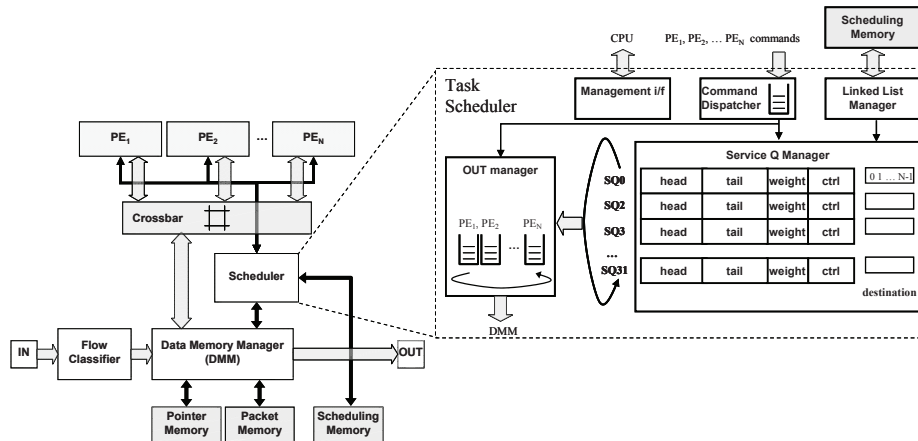 Scheduling
Memory
CPU
PE1, PE2, ... PEN commands
Task
Scheduler
Management i/f
Command
Dispatcher
Linked List
Manager
PE1
PE2
...
PEN
Service Q Manager
OUT manager
SQ0
head tail weight ctrl
0 1 ... N-1
SQ2
head tail weight ctrl
SQ3
head tail weight ctrl
...
SQ31
head tail weight ctrl
destination
PE1, PE2
...
PEN
DMM
Crossbar
Scheduler
IN
Flow
Classifier
Data Memory Manager
(DMM)
OUT
Pointer
Memory
Packet
Memory
Scheduling
Memory